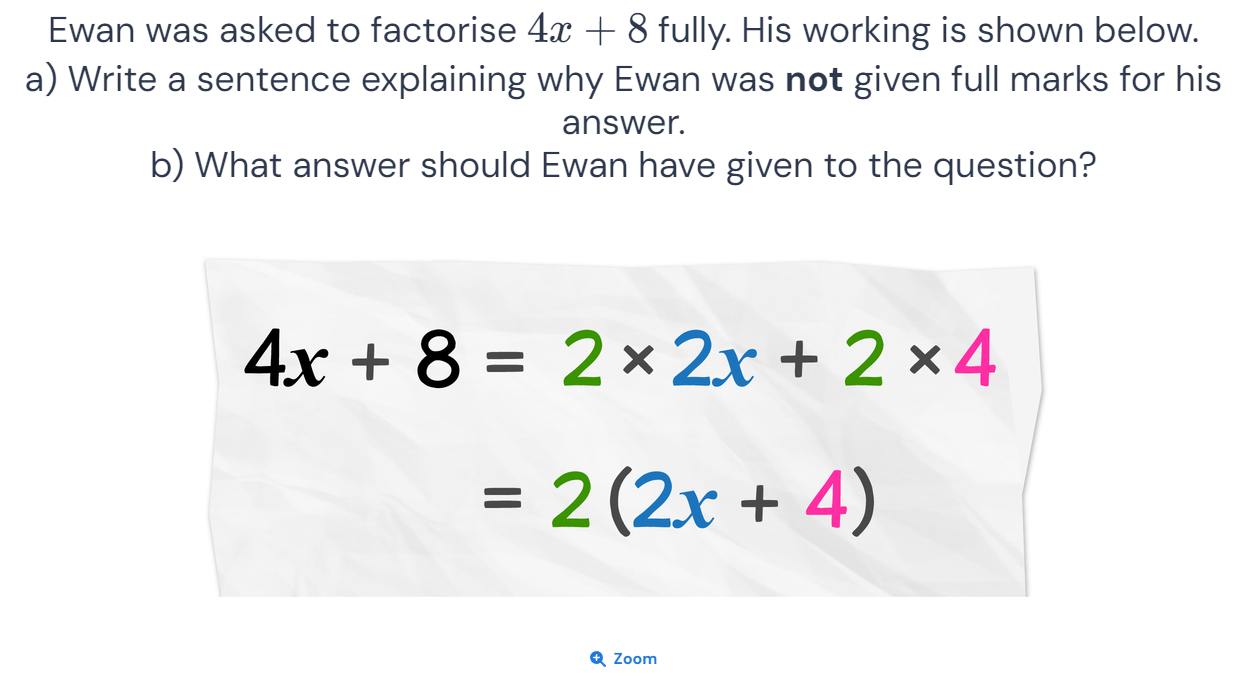 Ewan was asked to factorise 4x + 8 fully. His working is shown below.
a) Write a sentence explaining why Ewan was not given full marks for his
answer.
b) What answer should Ewan have given to the question?
4x + 8 = 2 × 2x + 2 × 4
= 2(2x + 4)
Zoom